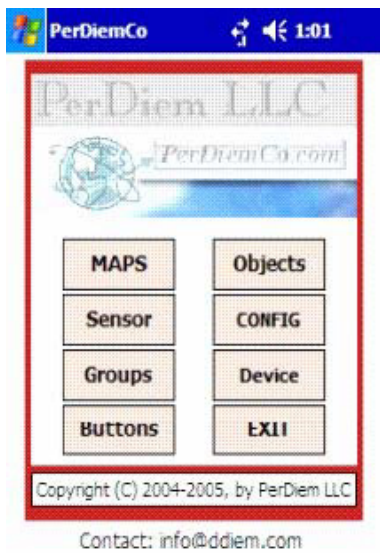 PerDiemCo 1:01
PerDiem LLC
PerDiemCo.com
MAPS Objects
Sensor CONFIG
Groups Device
Buttons EXIT
Copyright (C) 2004-2005, by PerDiem LLC
Contact: info@ddiem.com